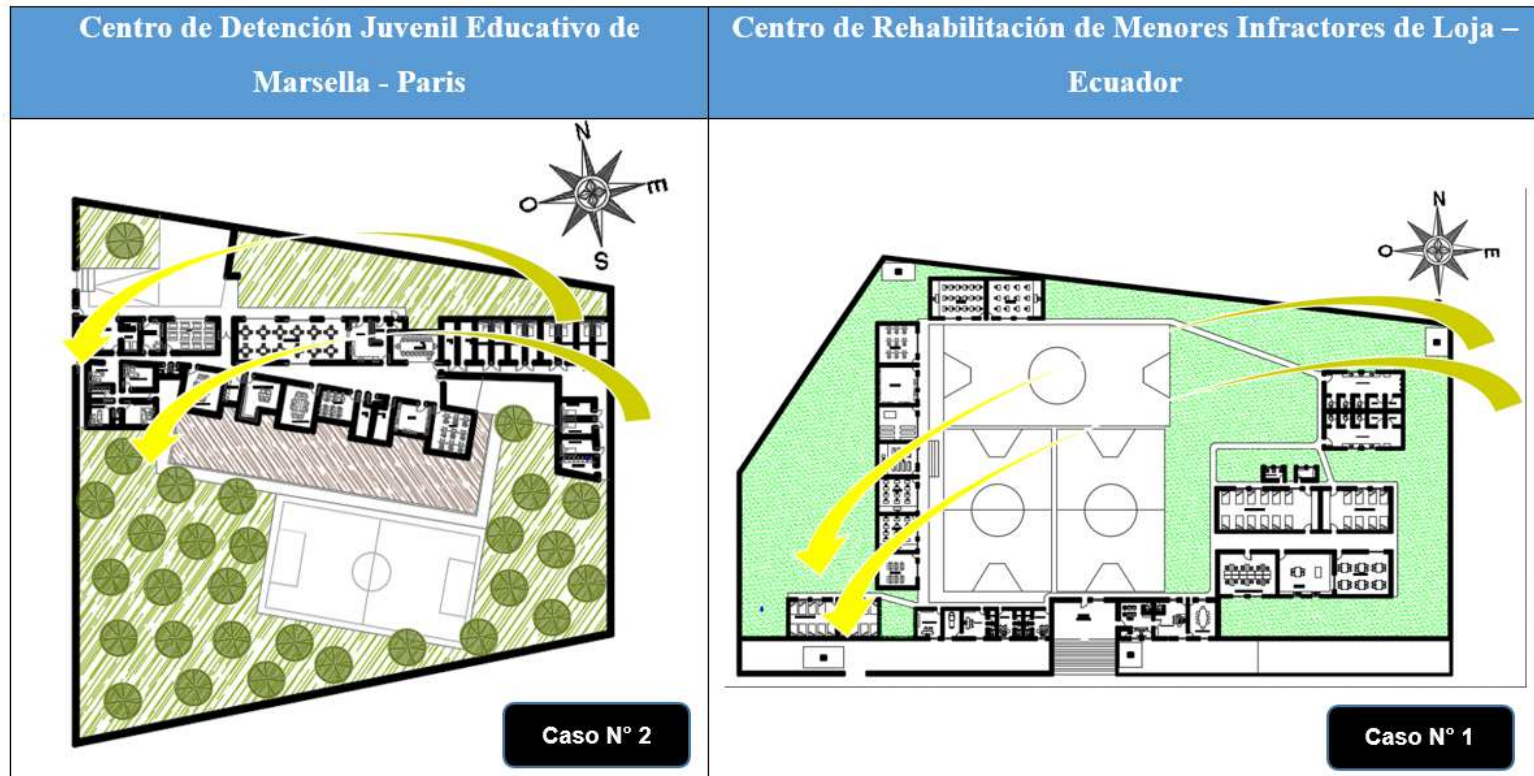 Centro de Detención Juvenil Educativo de
Marsella - Paris
Centro de Rehabilitación de Menores Infractores de Loja –
Ecuador
N
E
O
S
Caso N° 2
N
O
E
Caso N° 1